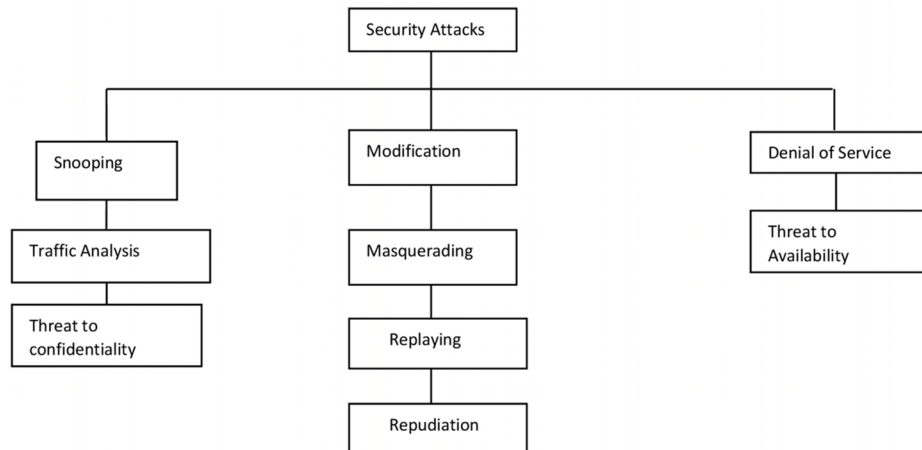 Security Attacks
Snooping
Modification
Denial of Service
Traffic Analysis
Masquerading
Threat to
Availability
Threat to
confidentiality
Replaying
Repudiation